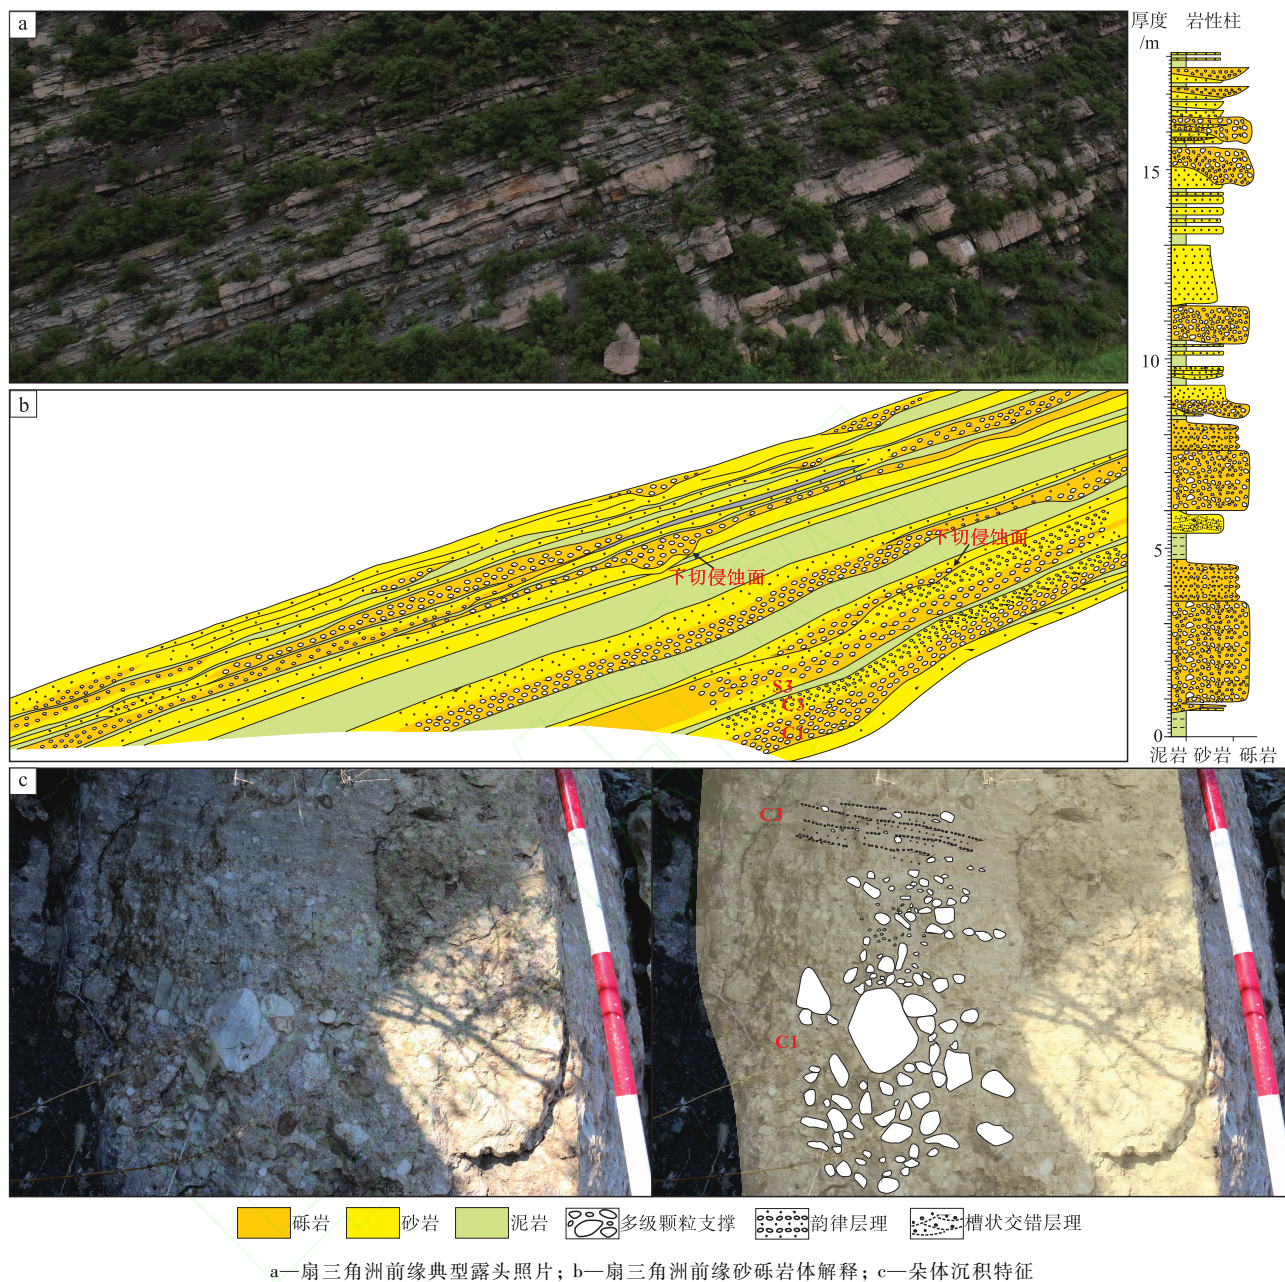 a
厚度 岩性柱
/m
15
10
5
0
泥岩 砂岩 砾岩
b
下切侵蚀面
下切侵蚀面
S3
C3
C1
c
C3
C1
砾岩 砂岩 泥岩 多级颗粒支撑 韵律层理 槽状交错层理
a—扇三角洲前缘典型露头照片；b—扇三角洲前缘砂砾岩体解释；c—朵体沉积特征